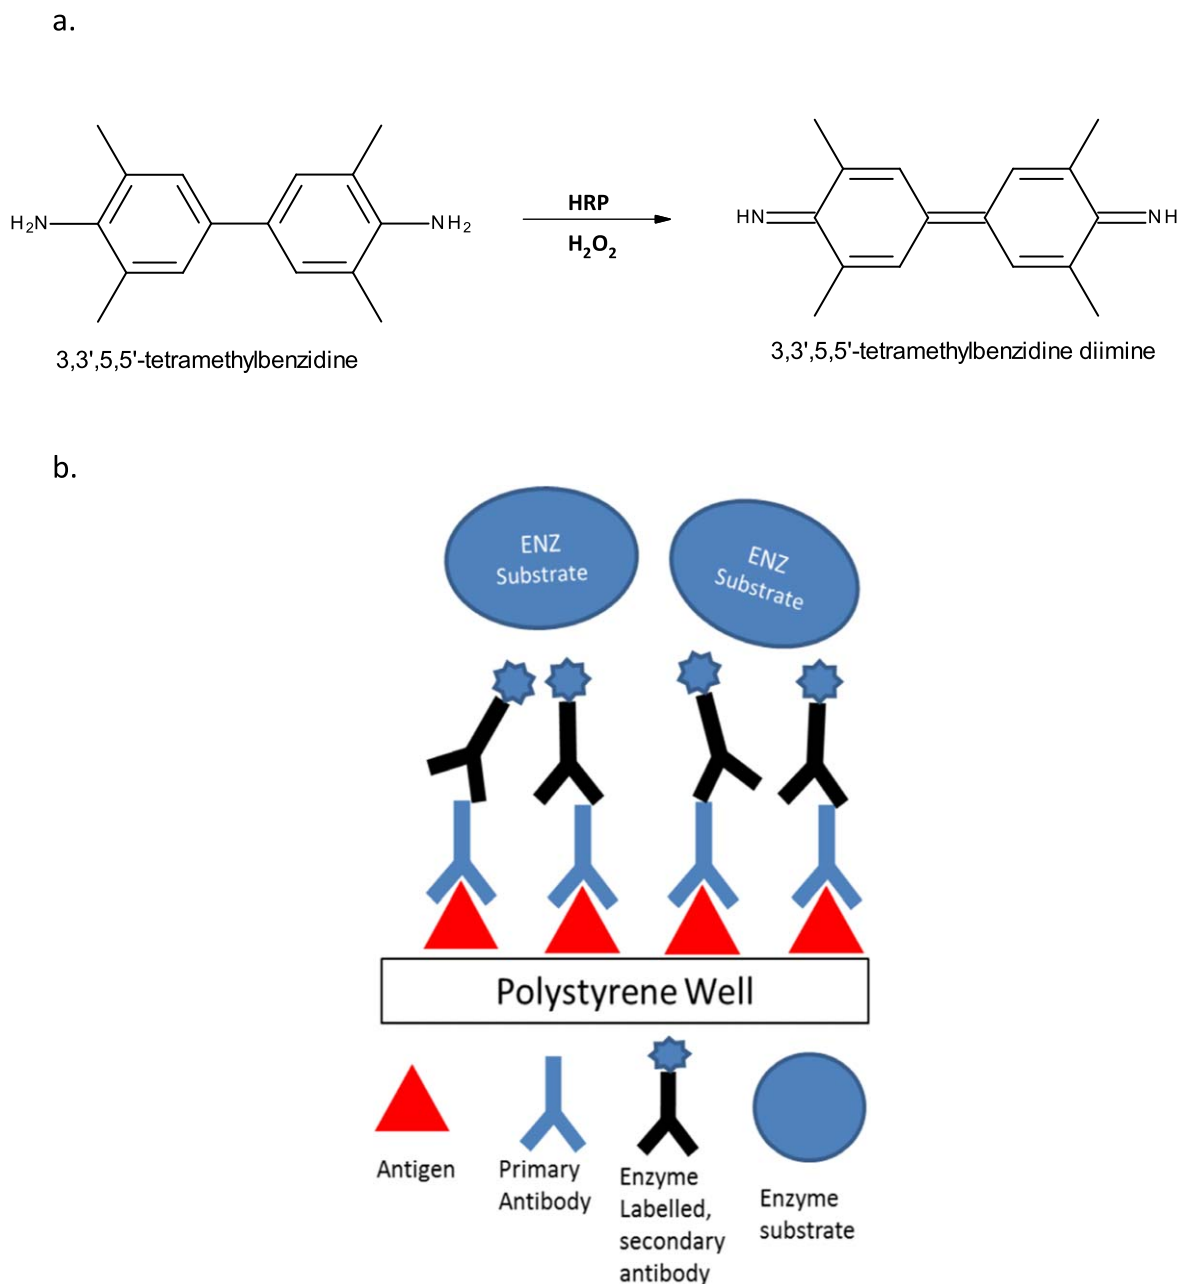 a.
H₂N
NH₂
HRP
H₂O₂
HN
NH
3,3',5,5'-tetramethylbenzidine
3,3',5,5'-tetramethylbenzidine diimine
b.
ENZ
Substrate
ENZ
Substrate
Polystyrene Well
Antigen
Primary
Antibody
Enzyme
Labelled,
secondary
antibody
Enzyme
substrate